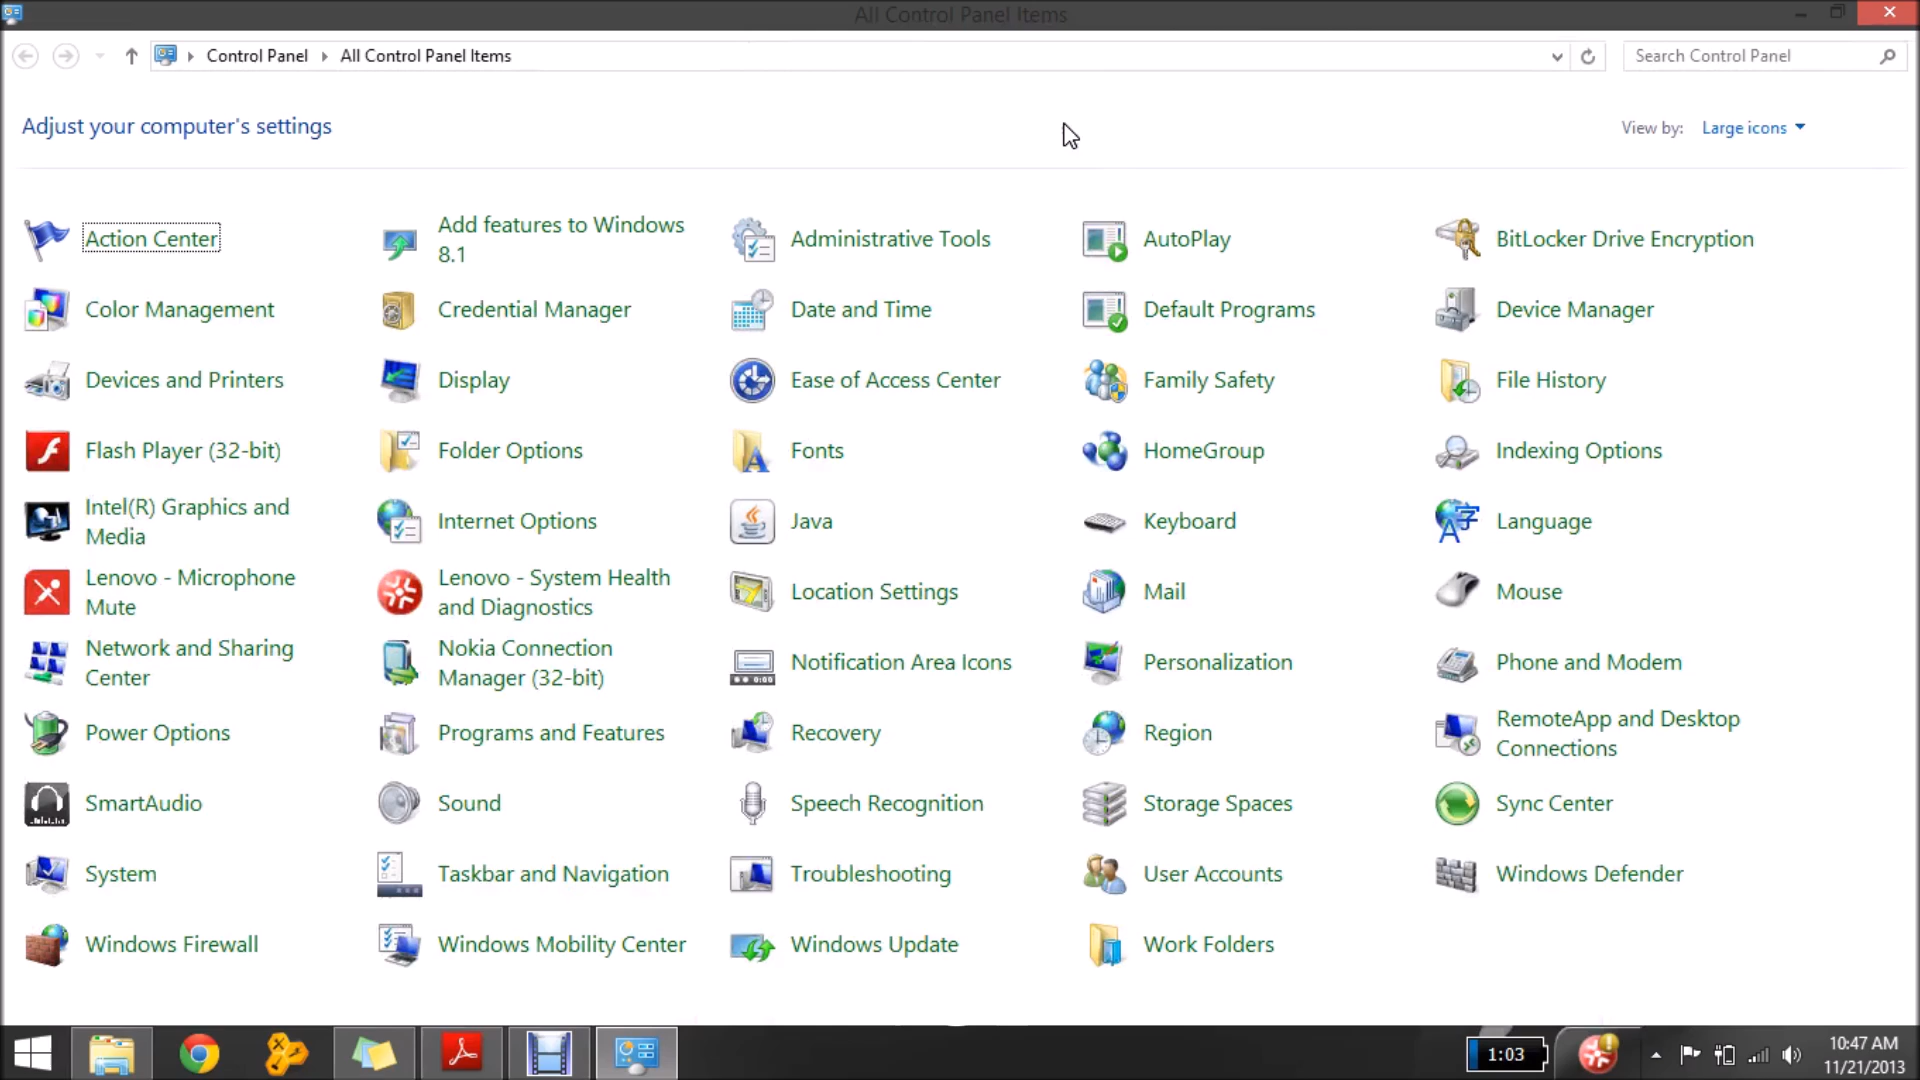 All Control Panel Items
Control Panel
All Control Panel Items
Search Control Panel
Adjust your computer's settings
View by: Large icons
Action Center
Add features to Windows
8.1
Administrative Tools
AutoPlay
BitLocker Drive Encryption
Color Management
Credential Manager
Date and Time
Default Programs
Device Manager
Devices and Printers
Display
Ease of Access Center
Family Safety
File History
Flash Player (32-bit)
Folder Options
Fonts
HomeGroup
Indexing Options
Intel(R) Graphics and
Media
Internet Options
Java
Keyboard
Language
Lenovo - Microphone
Mute
Lenovo - System Health
and Diagnostics
Location Settings
Mail
Mouse
Network and Sharing
Center
Nokia Connection
Manager (32-bit)
Notification Area Icons
Personalization
Phone and Modem
Power Options
Programs and Features
Recovery
Region
RemoteApp and Desktop
Connections
SmartAudio
Sound
Speech Recognition
Storage Spaces
Sync Center
System
Taskbar and Navigation
Troubleshooting
User Accounts
Windows Defender
Windows Firewall
Windows Mobility Center
Windows Update
Work Folders
1:03
10:47 AM
11/21/2013